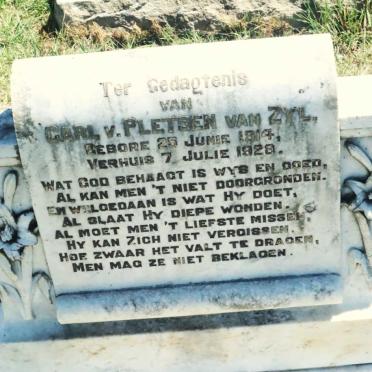 Ter Gedagtenis
VAN
CARL V. PLETSEN VAN ZYL,
GEBORE 25 JUNIE 1914,
VERHUIS 7 JULIE 1928.
WAT GOD BEHAAGT IS WYS EN GOED,
AL KAN MEN 'T NIET DOORGRONDEN.
EN WELGEDAAN IS WAT HY DOET,
AL SLAAT HY DIEPE WONDEN.
AL MOET MEN 'T LIEFSTE MISSEN
HY KAN ZICH NIET VERGISSEN,
HOE ZWAAR HET VALT TE DRAGEN,
MEN MAG ZE NIET BEKLAGEN.